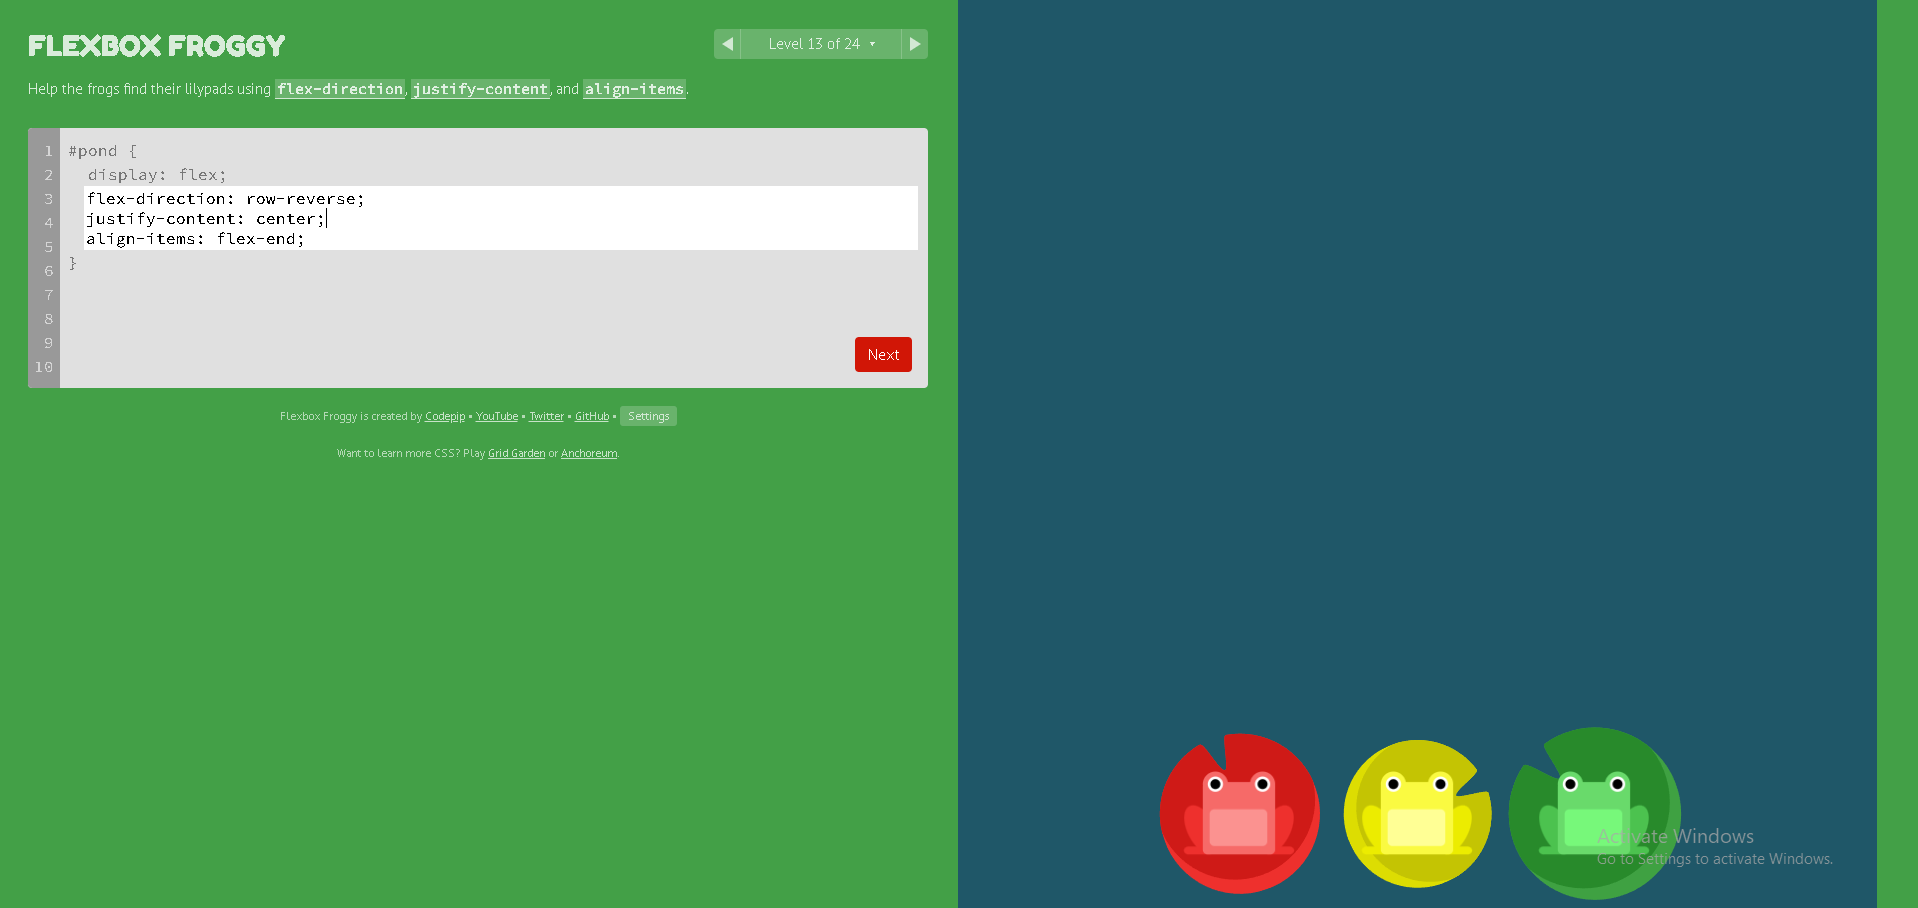 FLEXBOX FROGGY
◀ Level 13 of 24 ▾ ▶
Help the frogs find their lilypads using flex-direction, justify-content, and align-items.
1 #pond {
2 display: flex;
3 flex-direction: row-reverse;
4 justify-content: center;
5 align-items: flex-end;
6 }
7
8
9
10
Next
Flexbox Froggy is created by Codepip • YouTube • Twitter • GitHub • Settings
Want to learn more CSS? Play Grid Garden or Anchoreum.
Activate Windows
Go to Settings to activate Windows.